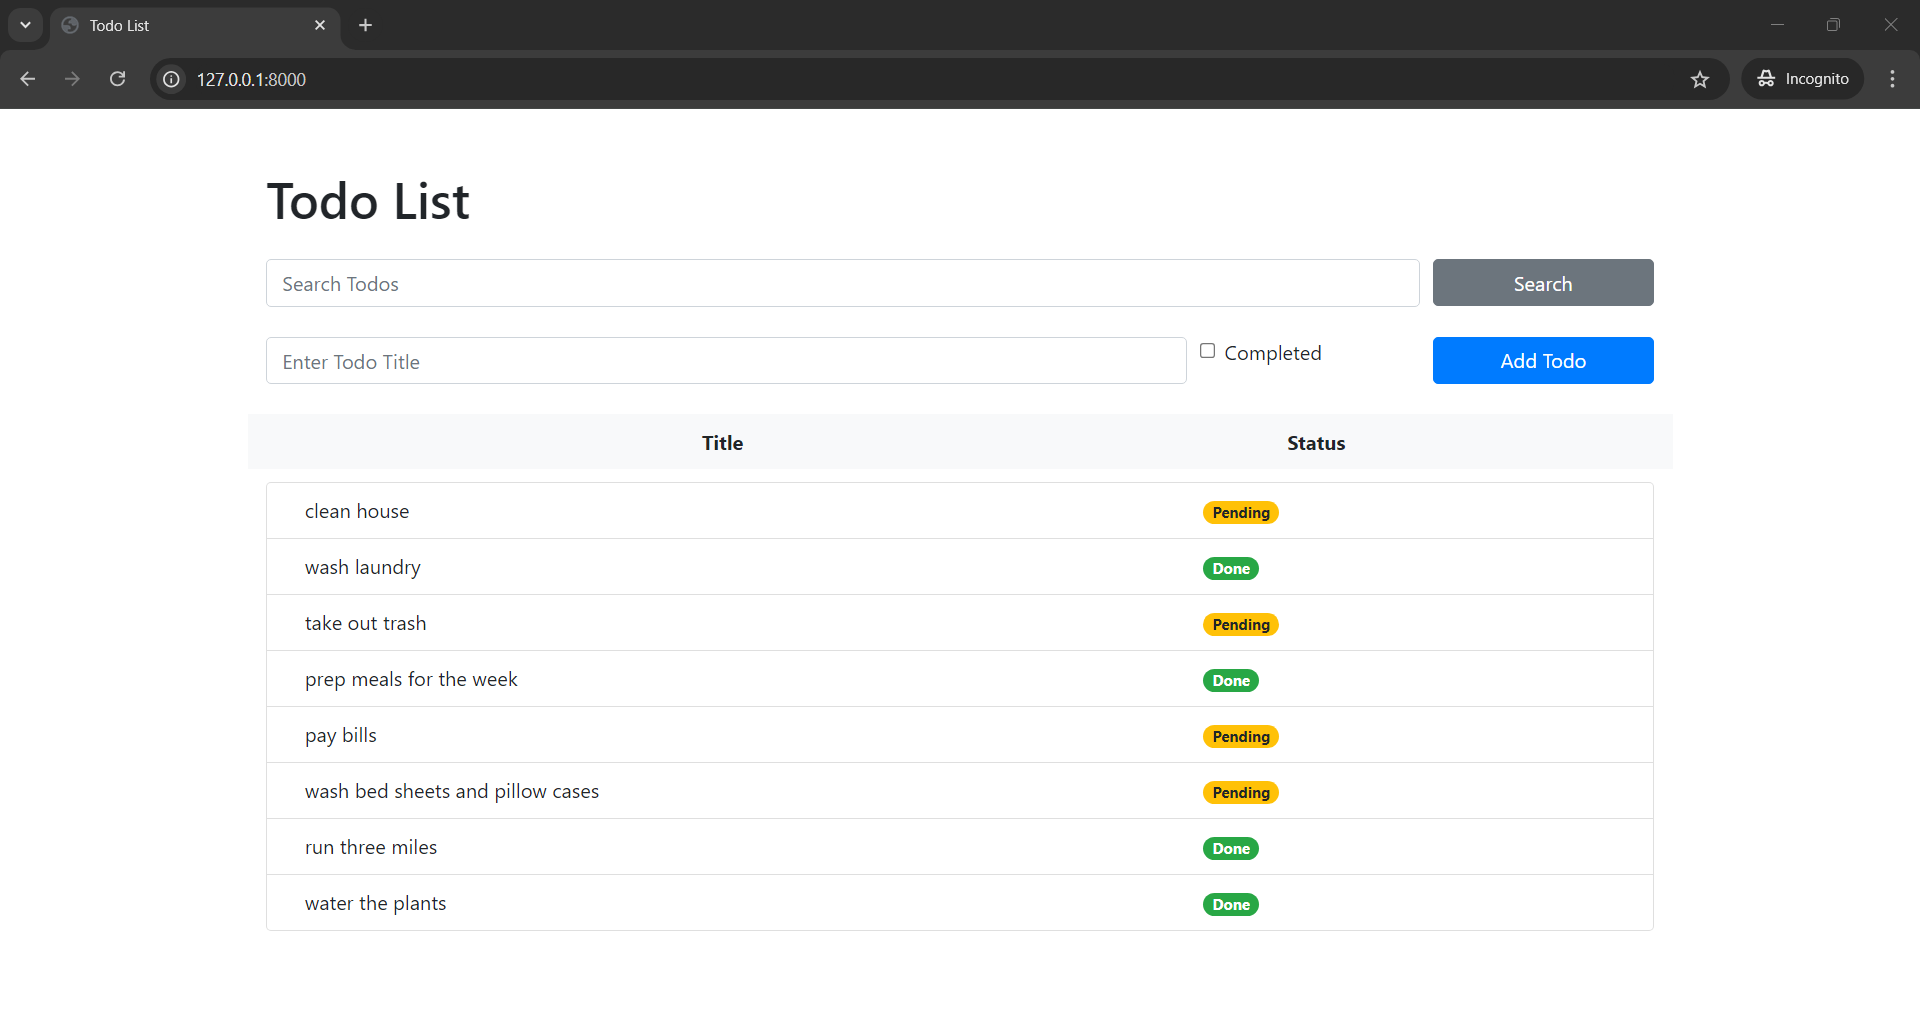 Todo List
127.0.0.1:8000
Incognito
Todo List
Search Todos
Search
Enter Todo Title
Completed
Add Todo
Title Status
clean house Pending
wash laundry Done
take out trash Pending
prep meals for the week Done
pay bills Pending
wash bed sheets and pillow cases Pending
run three miles Done
water the plants Done